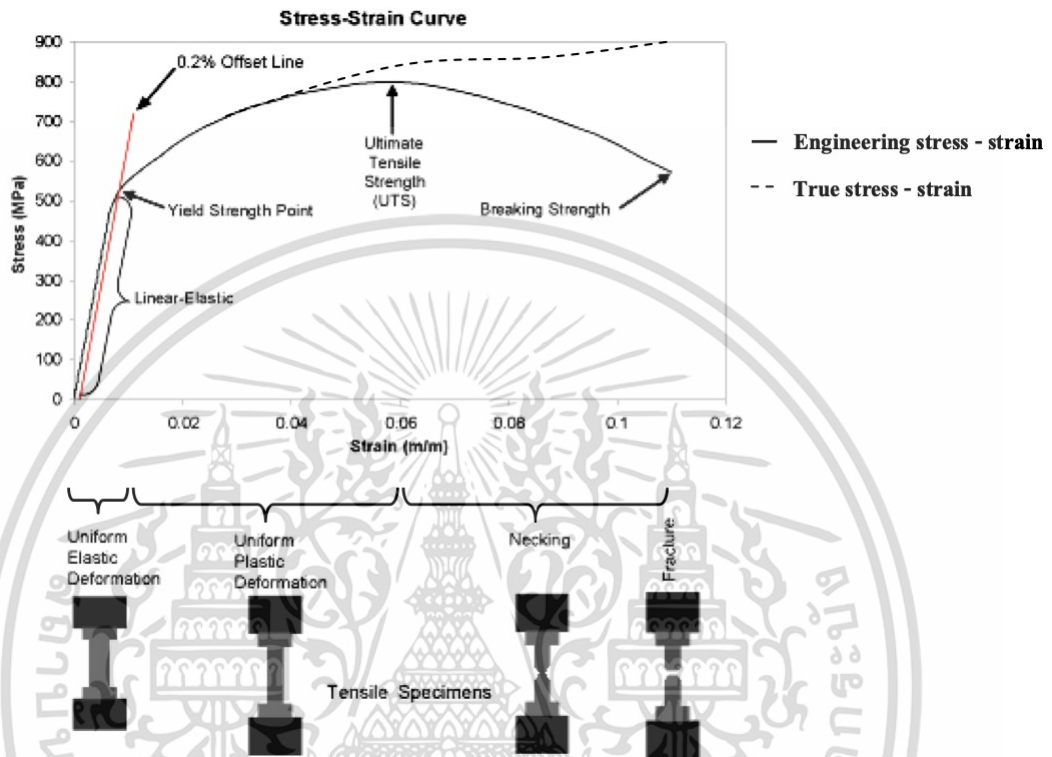 Stress-Strain Curve
900
800
700
600
500
400
300
200
100
0
Stress (MPa)
0.2% Offset Line
Ultimate
Tensile
Strength
(UTS)
Yield Strength Point
Breaking Strength
Linear-Elastic
Engineering stress - strain
True stress - strain
0
0.02
0.04
0.06
0.08
0.1
0.12
Strain (m/m)
Uniform
Elastic
Deformation
Uniform
Plastic
Deformation
Necking
Fracture
Tensile Specimens